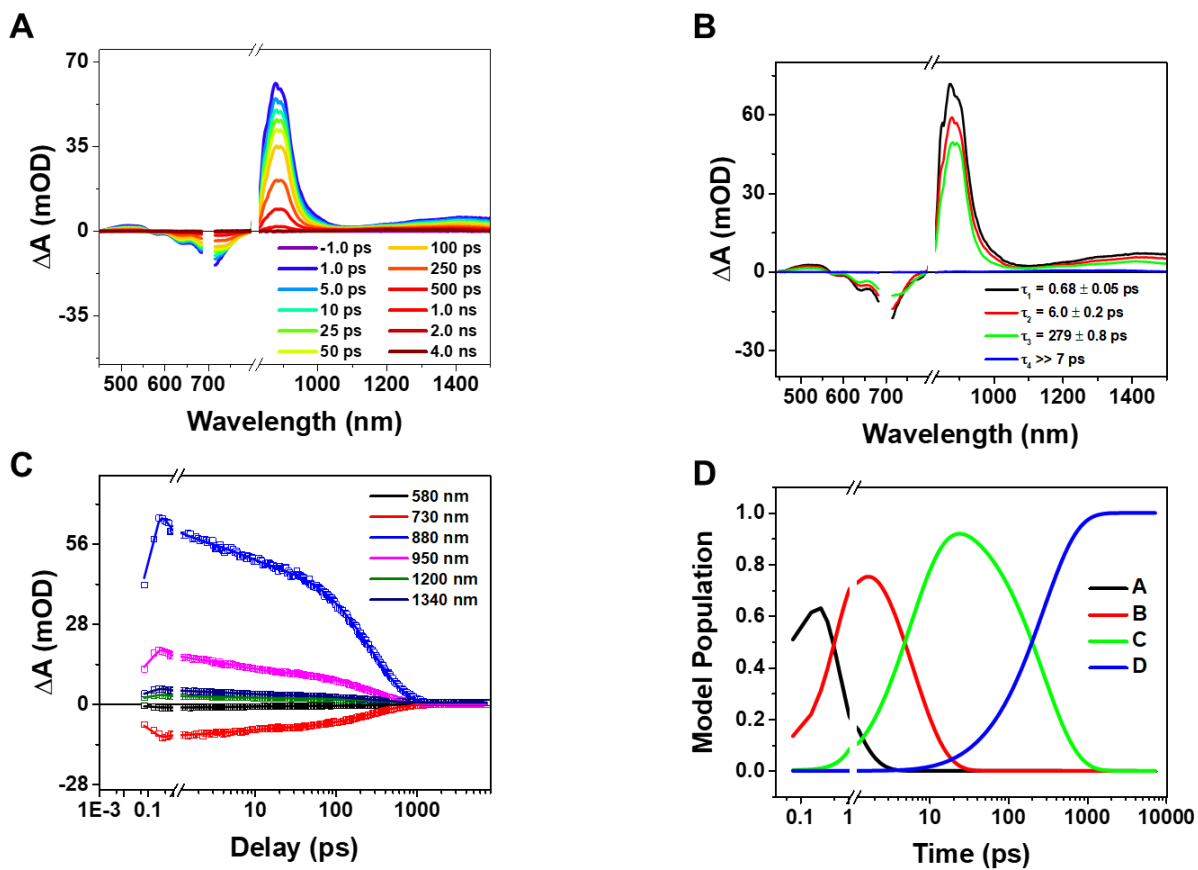 A
//
70
35
0
-35
ΔA (mOD)
-1.0 ps
1.0 ps
5.0 ps
10 ps
25 ps
50 ps
100 ps
250 ps
500 ps
1.0 ns
2.0 ns
4.0 ns
//
500 600 700 1000 1200 1400
Wavelength (nm)
B
//
60
30
0
-30
ΔA (mOD)
τ1 = 0.68 ± 0.05 ps
τ2 = 6.0 ± 0.2 ps
τ3 = 279 ± 0.8 ps
τ4 >> 7 ps
//
500 600 700 1000 1200 1400
Wavelength (nm)
C
//
56
28
0
-28
ΔA (mOD)
580 nm
730 nm
880 nm
950 nm
1200 nm
1340 nm
//
1E-3 0.1 10 100 1000
Delay (ps)
D
//
1.0
0.8
0.6
0.4
0.2
0.0
Model Population
A
B
C
D
//
0.1 1 10 100 1000 10000
Time (ps)